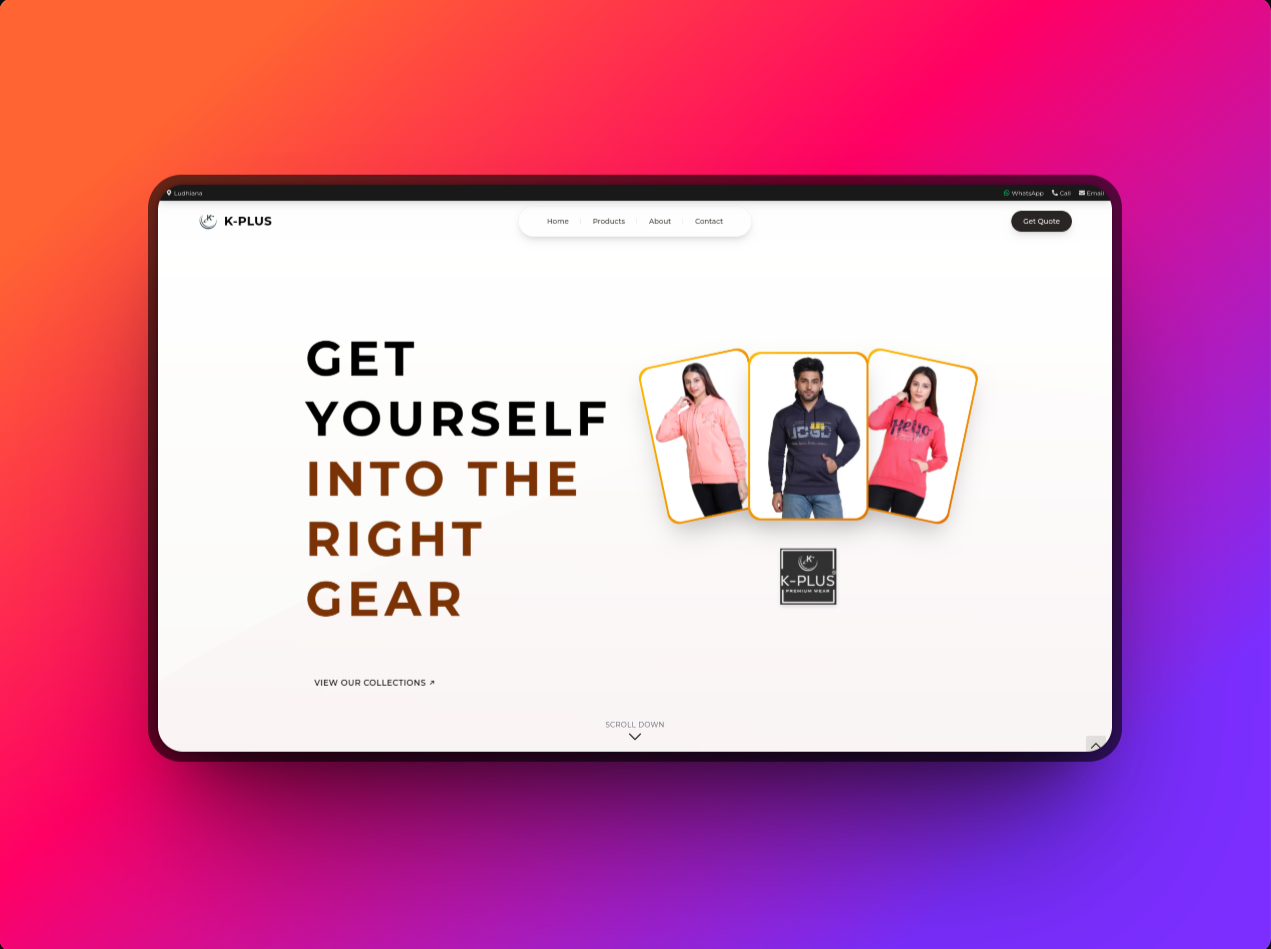 Ludhiana
WhatsApp Call Email
K-PLUS
Home Products About Contact
Get Quote
GET
YOURSELF
INTO THE
RIGHT
GEAR
Hello
K-PLUS
PREMIUM WEAR
VIEW OUR COLLECTIONS
SCROLL DOWN